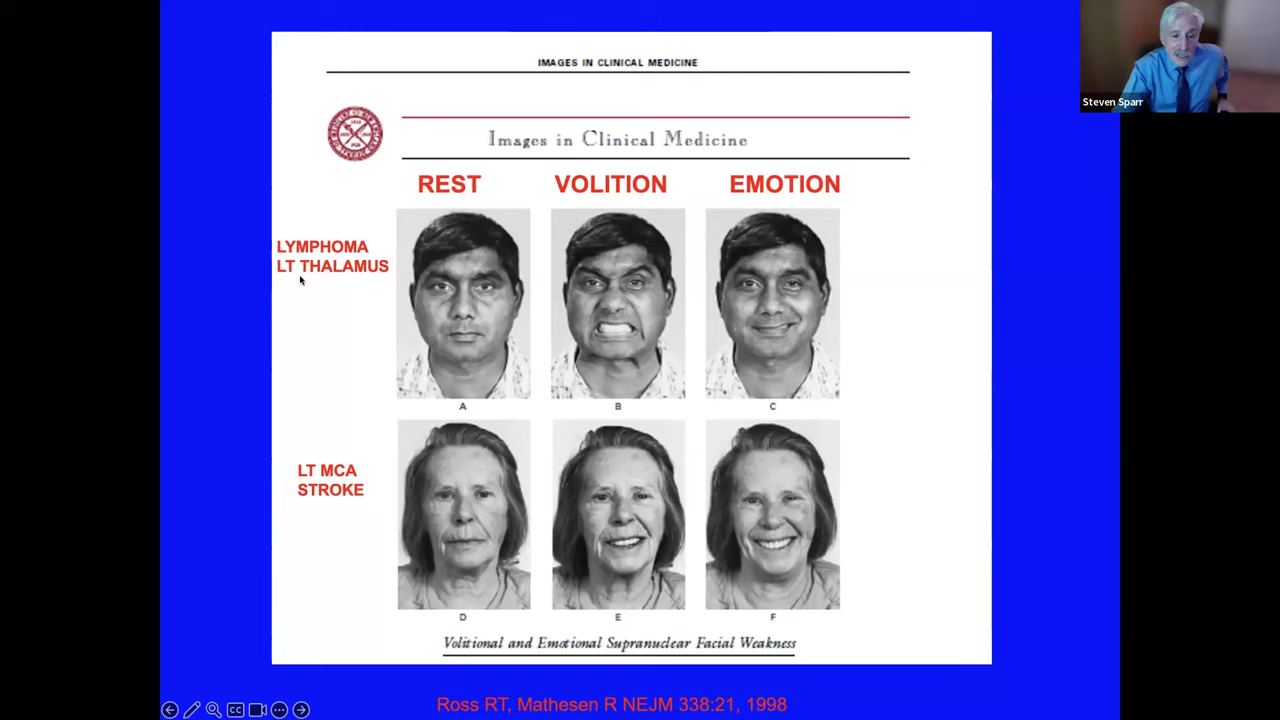 IMAGES IN CLINICAL MEDICINE
Images in Clinical Medicine
REST VOLITION EMOTION
LYMPHOMA
LT THALAMUS
A B C
LT MCA
STROKE
D E F
Volitional and Emotional Supranuclear Facial Weakness
Ross RT, Mathesen R NEJM 338:21, 1998
Steven Sparr
CC